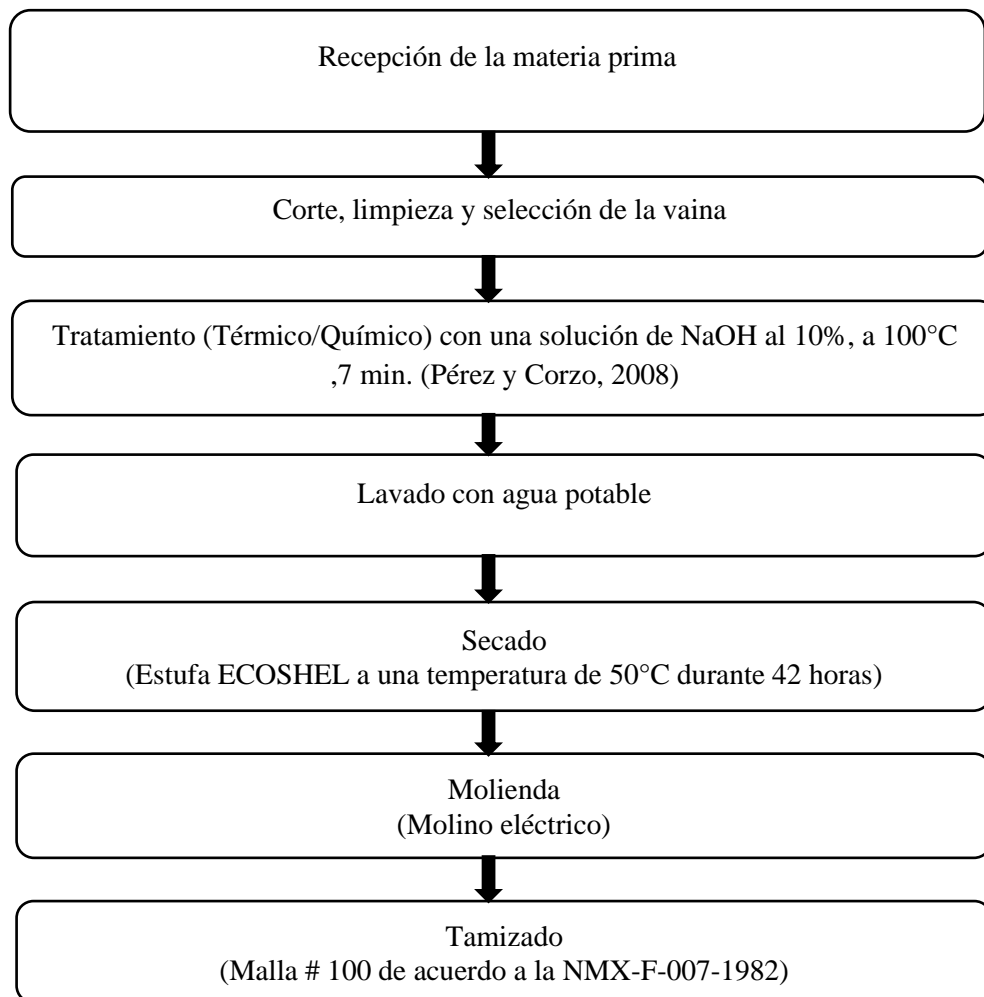 Recepción de la materia prima
Corte, limpieza y selección de la vaina
Tratamiento (Térmico/Químico) con una solución de NaOH al 10%, a 100°C
,7 min. (Pérez y Corzo, 2008)
Lavado con agua potable
Secado
(Estufa ECOSHEL a una temperatura de 50°C durante 42 horas)
Molienda
(Molino eléctrico)
Tamizado
(Malla # 100 de acuerdo a la NMX-F-007-1982)